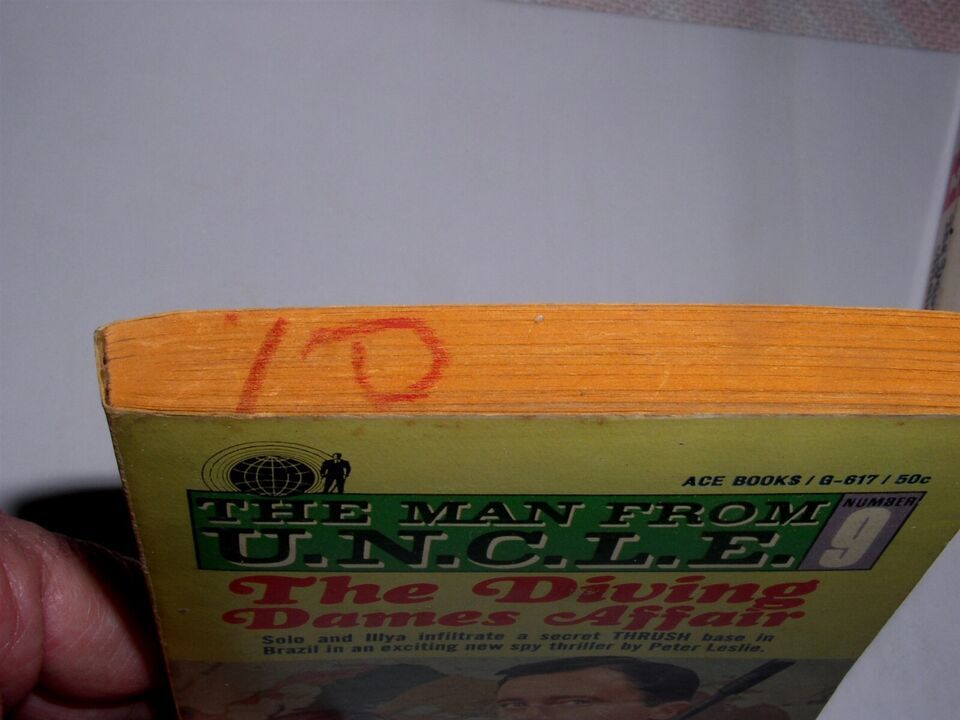 10
ACE BOOKS / G-617 / 50c
THE MAN FROM
U.N.C.L.E.
NUMBER
9
The Diving
Dames Affair
Solo and Illya infiltrate a secret THRUSH base in
Brazil in an exciting new spy thriller by Peter Leslie.